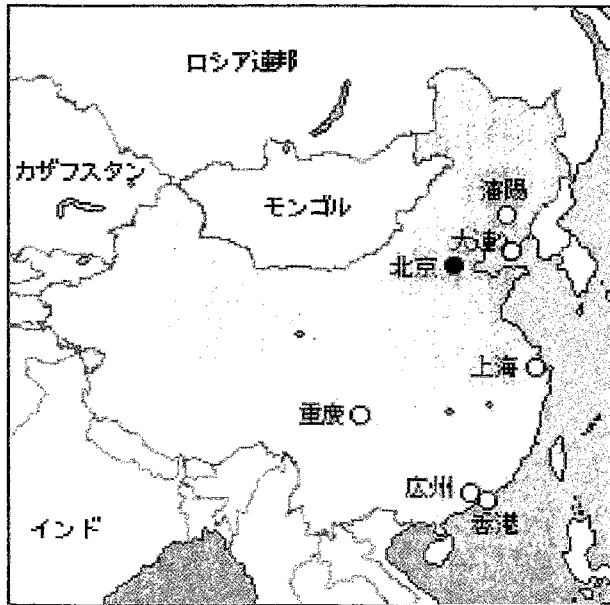 ロシア連邦
カザフスタン
モンゴル
瀋陽
大連
北京
上海
重慶
広州
香港
インド